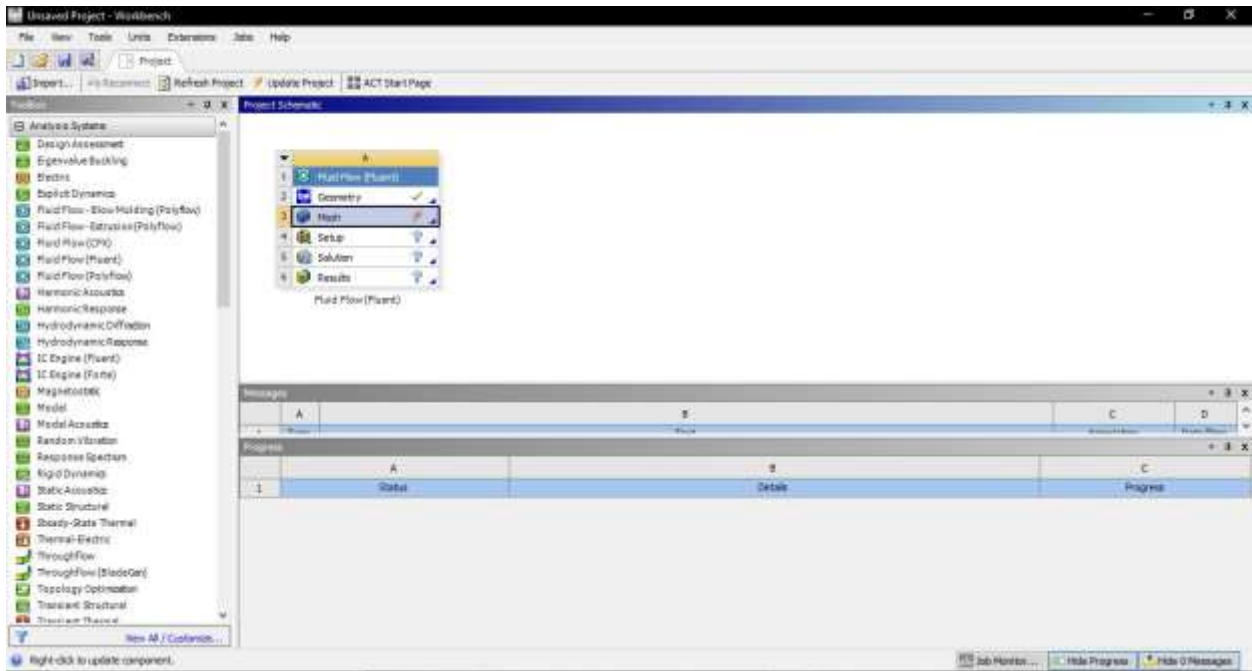 Unsaved Project - Workbench
File View Tools Units Extensions Jobs Help
Project
Import... Reconnect Refresh Project Update Project ACT Start Page
Toolbox
Project Schematic
Analysis Systems
Design Assessment
Eigenvalue Buckling
Electric
Explicit Dynamics
Fluid Flow - Blow Molding (Polyflow)
Fluid Flow - Extrusion (Polyflow)
Fluid Flow (CFX)
Fluid Flow (Fluent)
Fluid Flow (Polyflow)
Harmonic Acoustics
Harmonic Response
Hydrodynamic Diffraction
Hydrodynamic Response
IC Engine (Fluent)
IC Engine (Forte)
Magnetostatic
Modal
Modal Acoustics
Random Vibration
Response Spectrum
Rigid Dynamics
Static Acoustics
Static Structural
Steady-State Thermal
Thermal-Electric
Throughflow
Throughflow (BladeGen)
Topology Optimization
Transient Structural
Transient Thermal
View All / Customize...
A
1 Fluid Flow (Fluent)
2 Geometry
3 Mesh
4 Setup
5 Solution
6 Results
Fluid Flow (Fluent)
Messages
A B C D
Progress
A B C
1 Status Details Progress
Right-click to update component.
Job Monitor... Hide Progress Hide 0 Messages